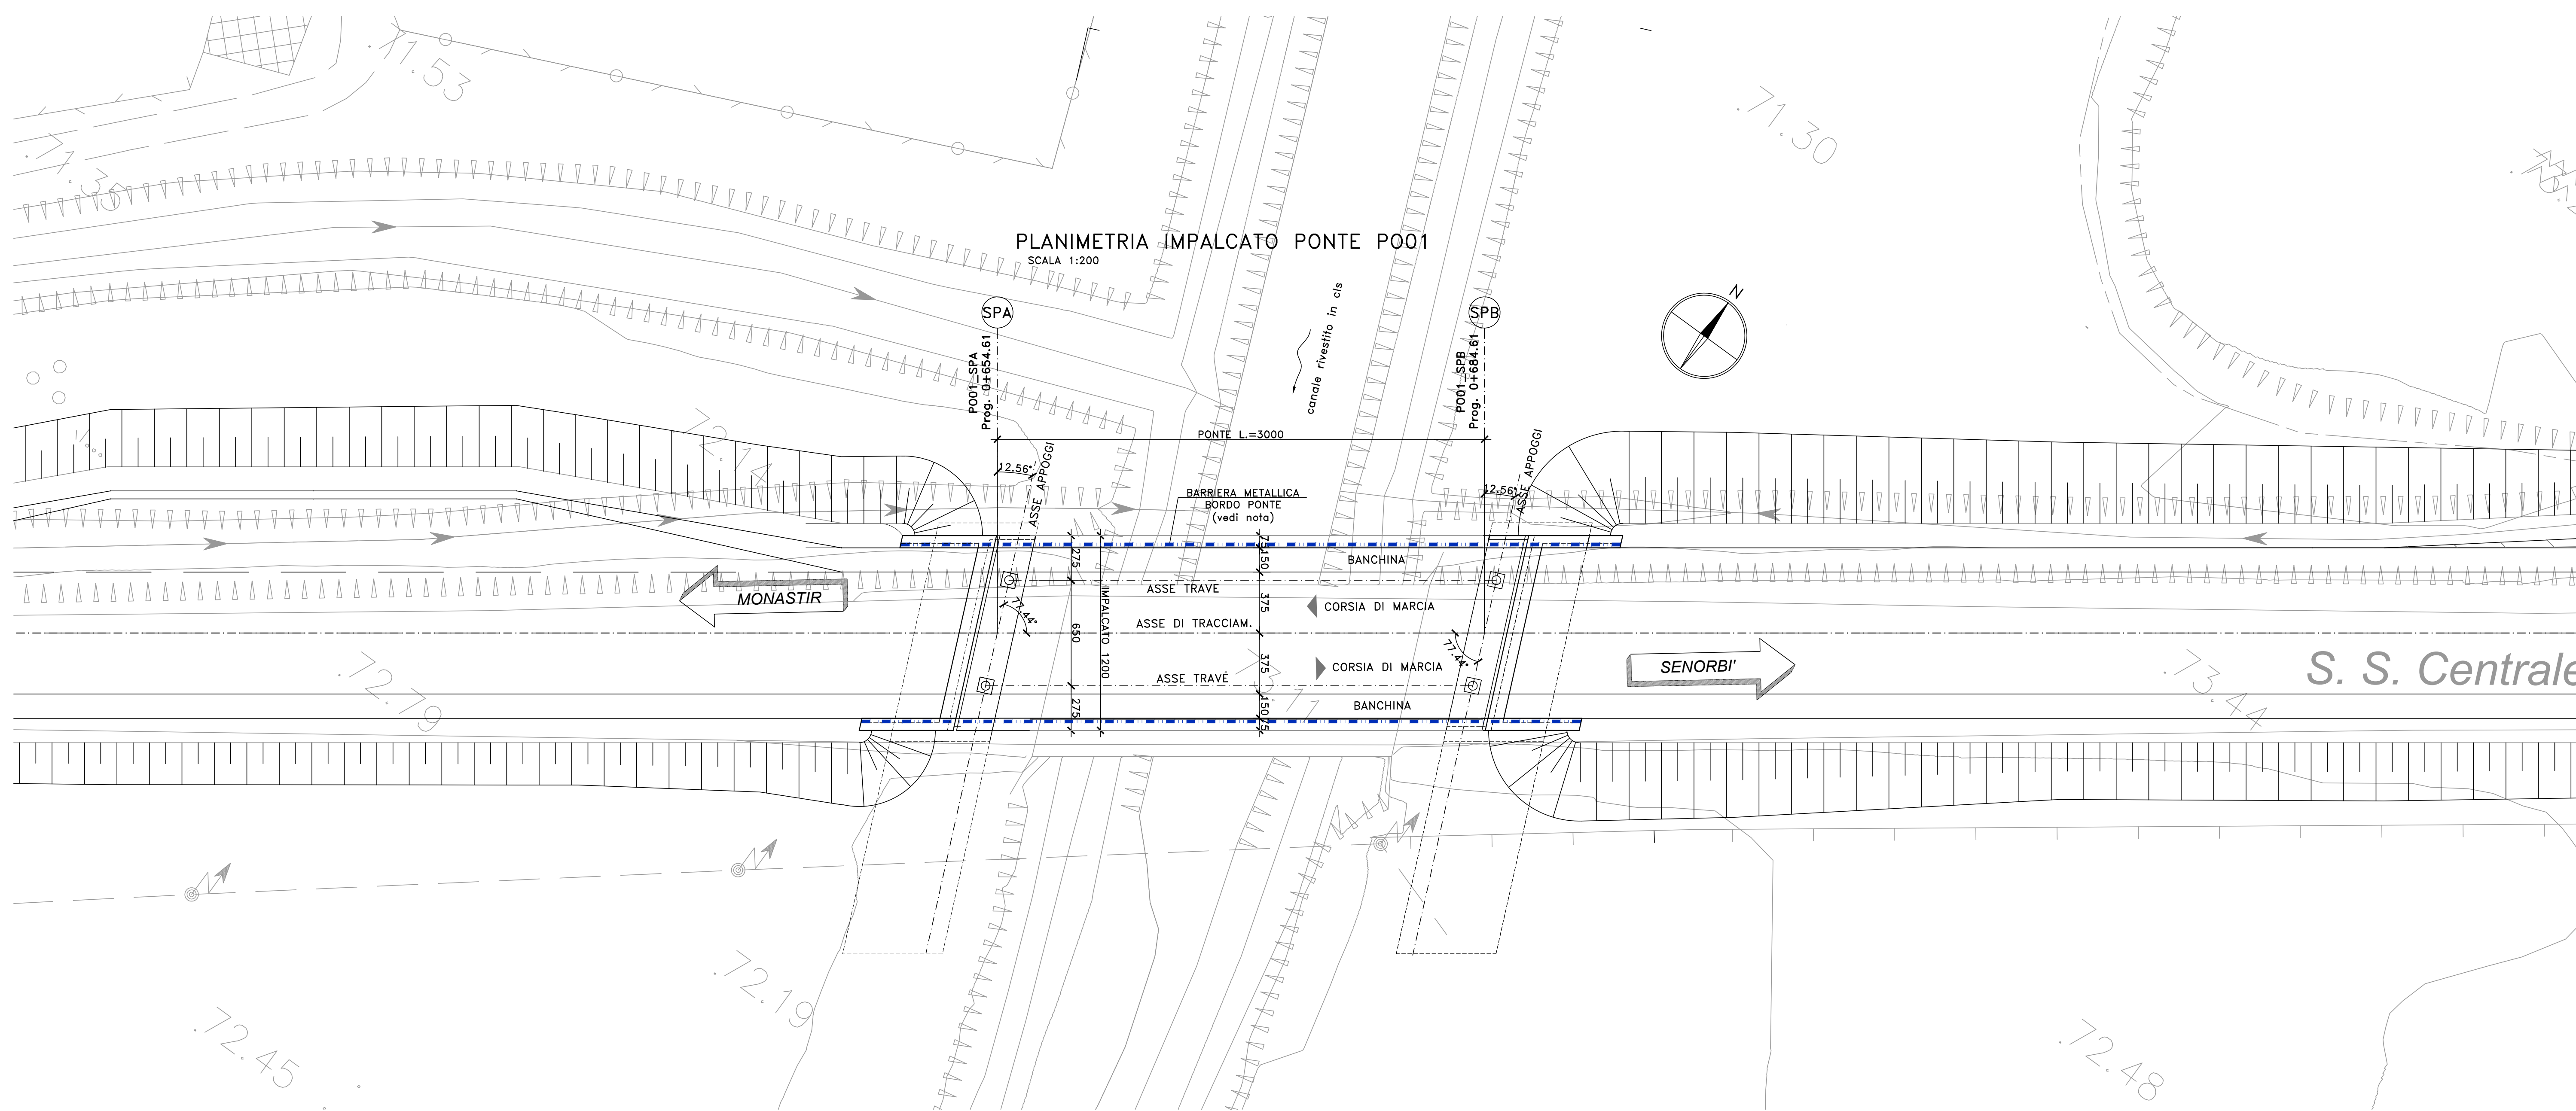 .71.53
.71.30
PLANIMETRIA IMPALCATO PONTE P001
SCALA 1:200
N
SPA
SPB
P001_SPA
Prog. 0+654.61
P001_SPB
Prog. 0+684.61
canale rivestito in cls
PONTE L.=3000
12.56°
ASSE APPOGGI
12.56°
ASSE APPOGGI
.72.74
BARRIERA METALLICA
BORDO PONTE
(vedi nota)
75
150
275
BANCHINA
ASSE TRAVE
MONASTIR
77.44°
650
IMPALCATO 1200
375
CORSIA DI MARCIA
ASSE DI TRACCIAM.
375
CORSIA DI MARCIA
77.44°
SENORBI'
S. S. Centrale
ASSE TRAVE
275
150
75
BANCHINA
.72.79
.73.44
.72.19
.72.45
.72.48